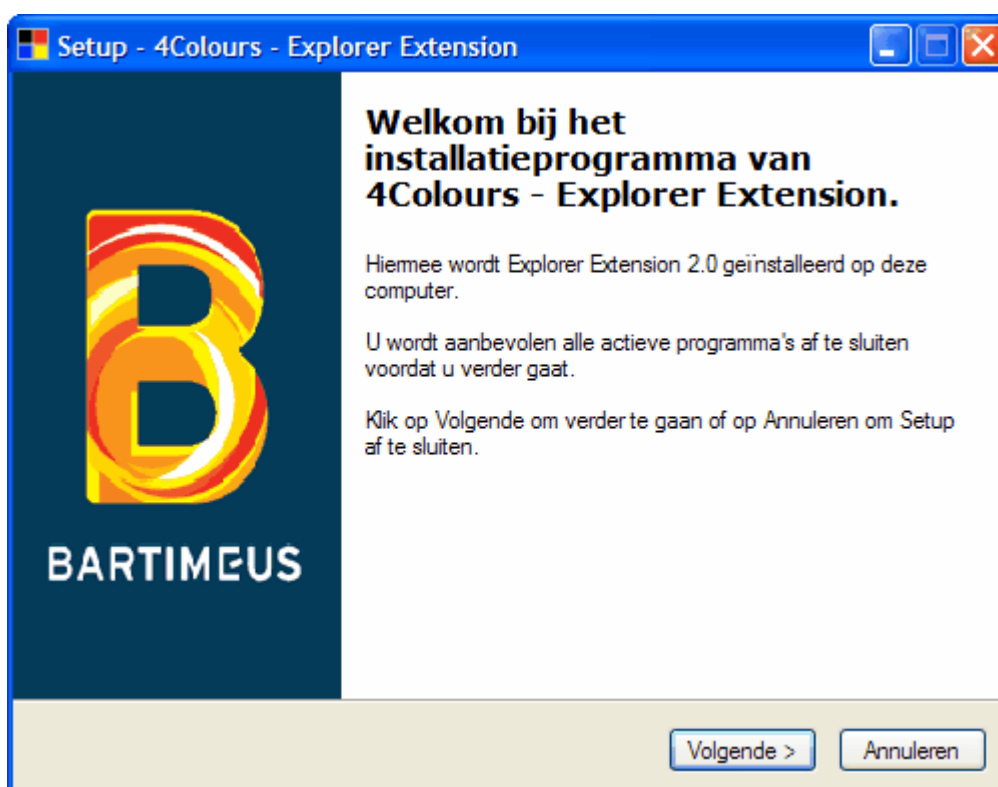 Setup - 4Colours - Explorer Extension
Welkom bij het
installatieprogramma van
4Colours - Explorer Extension.
Hiermee wordt Explorer Extension 2.0 geïnstalleerd op deze
computer.
U wordt aanbevolen alle actieve programma's af te sluiten
voordat u verder gaat.
Klik op Volgende om verder te gaan of op Annuleren om Setup
af te sluiten.
B
BARTIMEUS
Volgende >
Annuleren